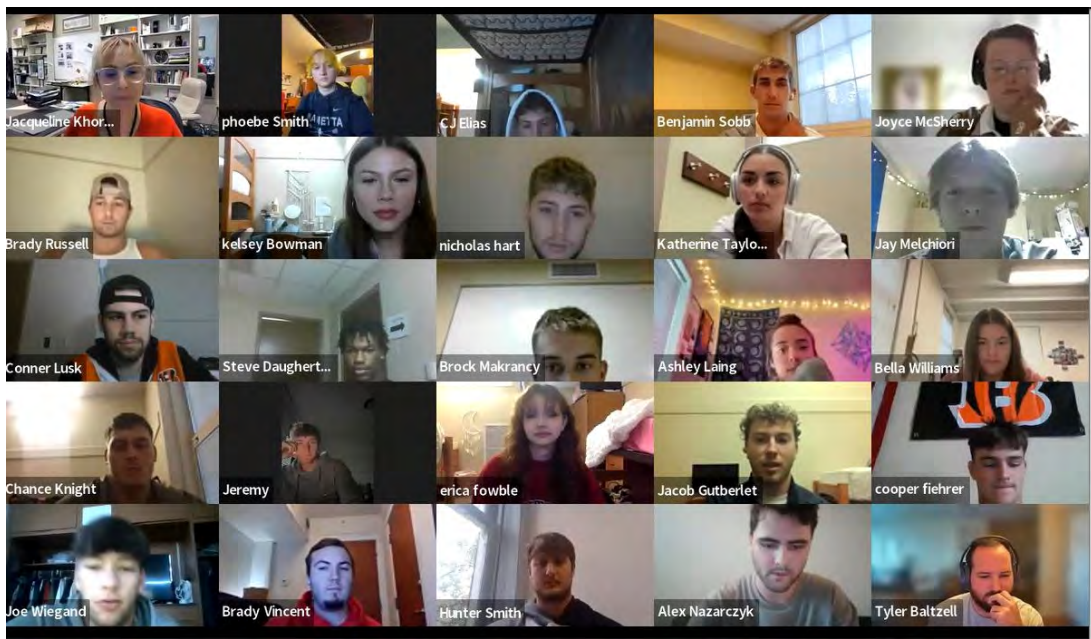 Jacqueline Khor...
phoebe Smith
CJ Elias
Benjamin Sobb
Joyce McSherry
Brady Russell
kelsey Bowman
nicholas hart
Katherine Taylo...
Jay Melchiori
Conner Lusk
Steve Daughert...
Brock Makrancy
Ashley Laing
Bella Williams
Chance Knight
Jeremy
erica fowble
Jacob Gutberlet
cooper fiehrer
Joe Wiegand
Brady Vincent
Hunter Smith
Alex Nazarczyk
Tyler Baltzell